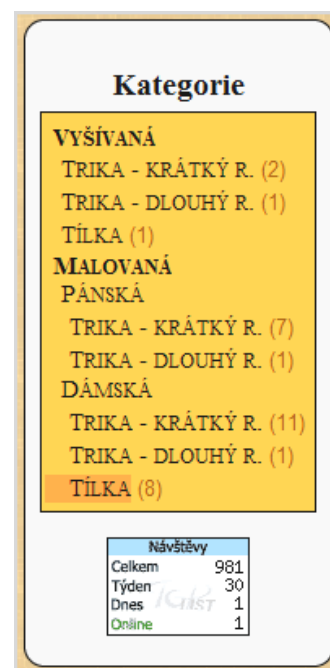 Kategorie
VYŠÍVANÁ
TRIKA - KRÁTKÝ R. (2)
TRIKA - DLOUHÝ R. (1)
TÍLKA (1)
MALOVANÁ
PÁNSKÁ
TRIKA - KRÁTKÝ R. (7)
TRIKA - DLOUHÝ R. (1)
DÁMSKÁ
TRIKA - KRÁTKÝ R. (11)
TRIKA - DLOUHÝ R. (1)
TÍLKA (8)
Návštěvy
Celkem 981
Týden 30
Dnes 1
Online 1